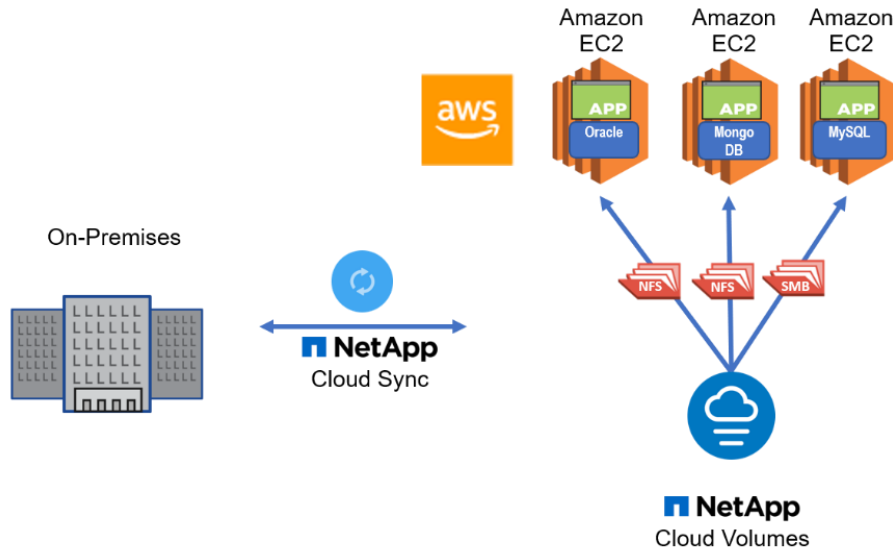 Amazon
EC2
Amazon
EC2
Amazon
EC2
aws
APP
Oracle
APP
Mongo
DB
APP
MySQL
On-Premises
NFS
NFS
SMB
NetApp
Cloud Sync
NetApp
Cloud Volumes